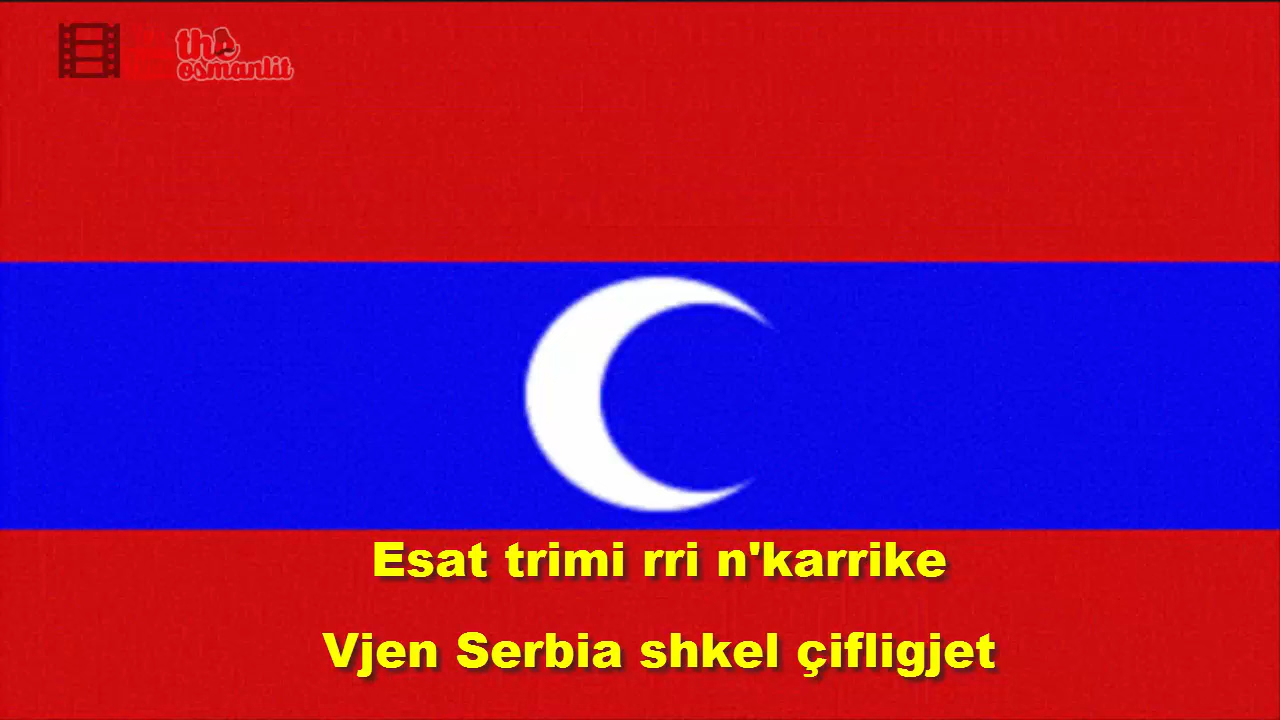 the
osmanlit
Esat trimi rri n'karrike
Vjen Serbia shkel çifligjet